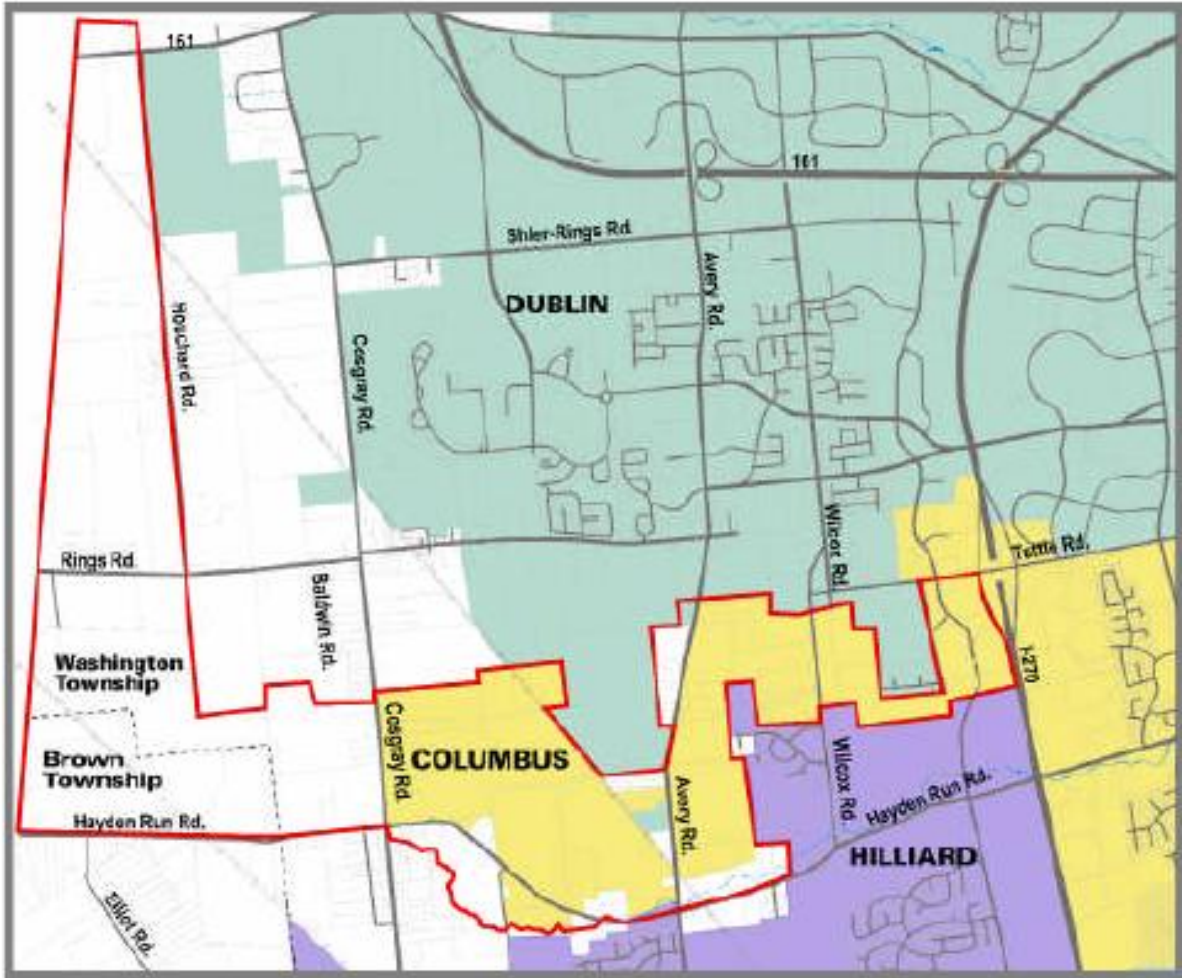 161
161
Shier-Rings Rd.
DUBLIN
Avery Rd.
Houchard Rd.
Cosgray Rd.
Wilcox Rd.
Tuttle Rd.
Rings Rd.
Baldwin Rd.
I-270
Washington
Township
Brown
Township
Cosgray Rd.
COLUMBUS
Avery Rd.
Wilcox Rd.
Hayden Run Rd.
Hayden Run Rd.
HILLIARD
Elliot Rd.